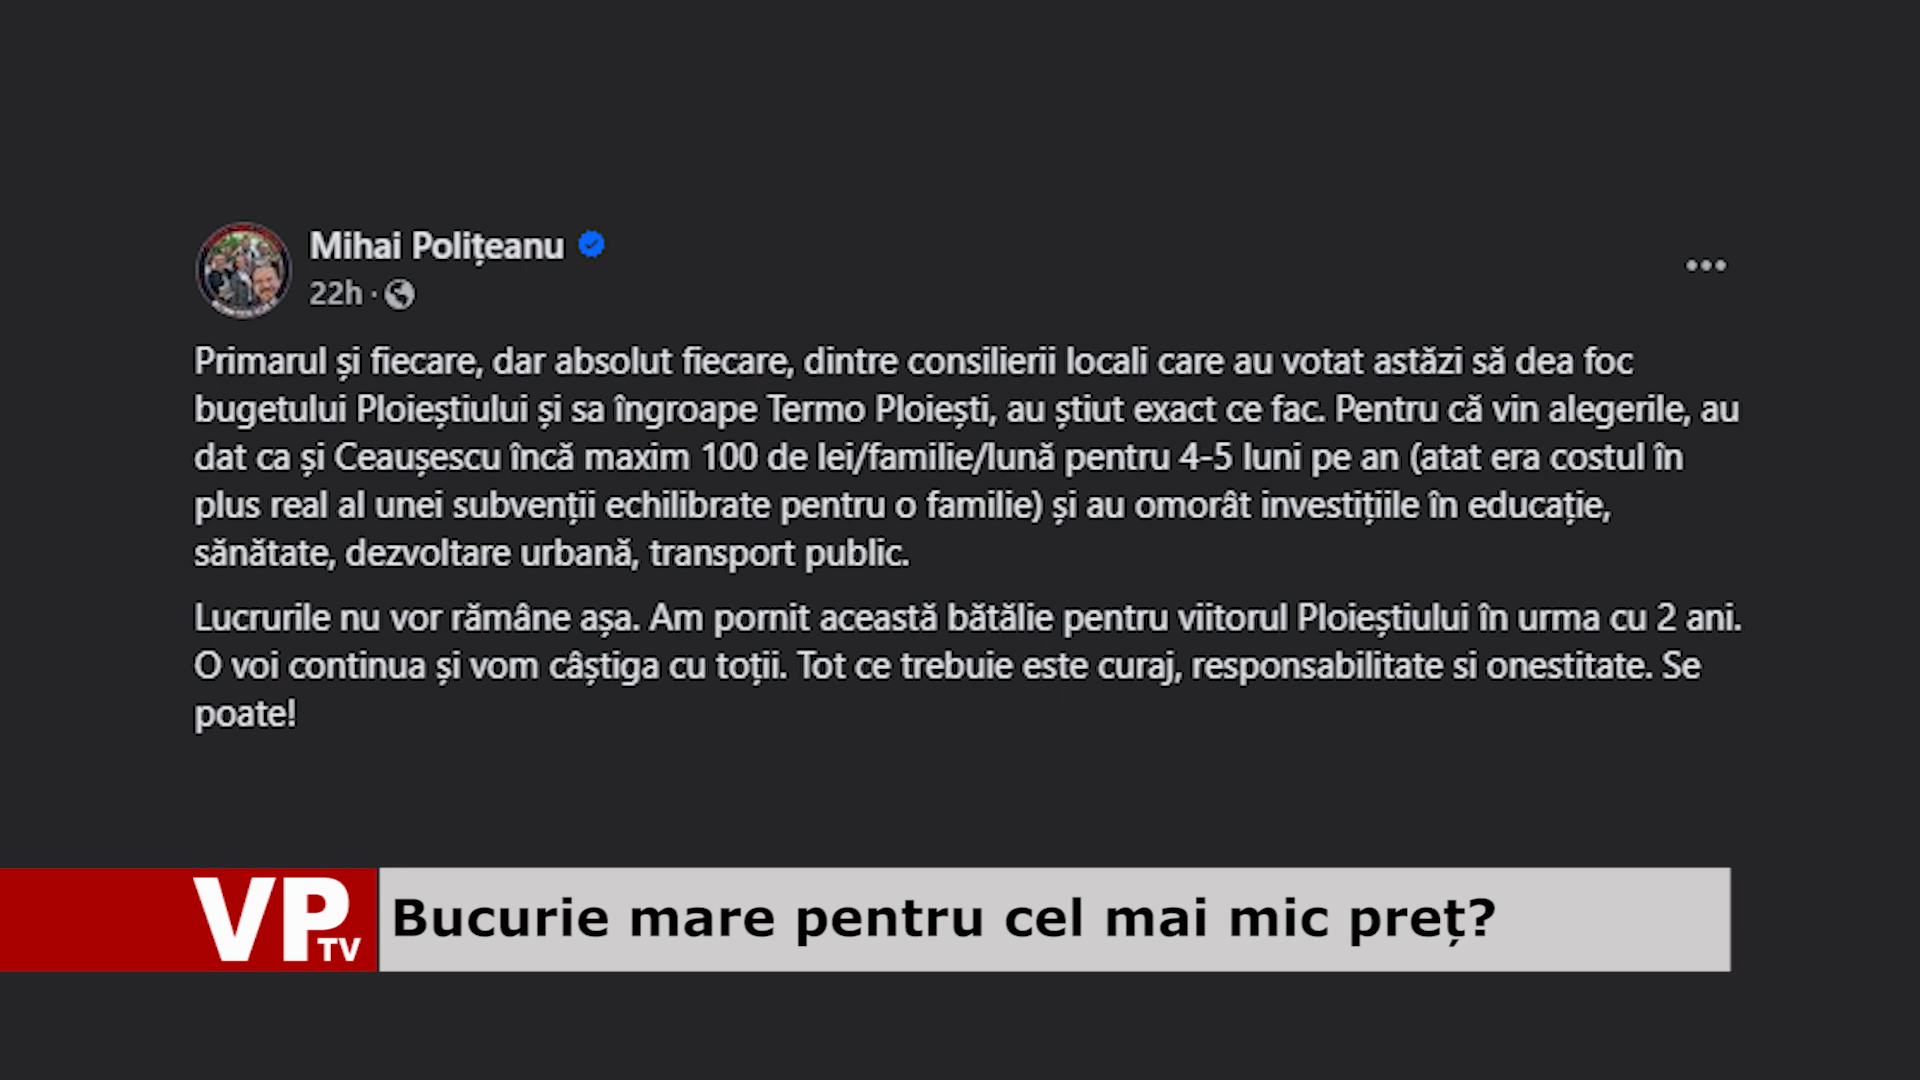 Mihai Polițeanu
22h ·
Primarul și fiecare, dar absolut fiecare, dintre consilierii locali care au votat astăzi să dea foc
bugetului Ploieștiului și sa îngroape Termo Ploiești, au știut exact ce fac. Pentru că vin alegerile, au
dat ca și Ceaușescu încă maxim 100 de lei/familie/lună pentru 4-5 luni pe an (atat era costul în
plus real al unei subvenții echilibrate pentru o familie) și au omorât investițiile în educație,
sănătate, dezvoltare urbană, transport public.
Lucrurile nu vor rămâne așa. Am pornit această bătălie pentru viitorul Ploieștiului în urma cu 2 ani.
O voi continua și vom câștiga cu toții. Tot ce trebuie este curaj, responsabilitate si onestitate. Se
poate!
VPTV Bucurie mare pentru cel mai mic preț?